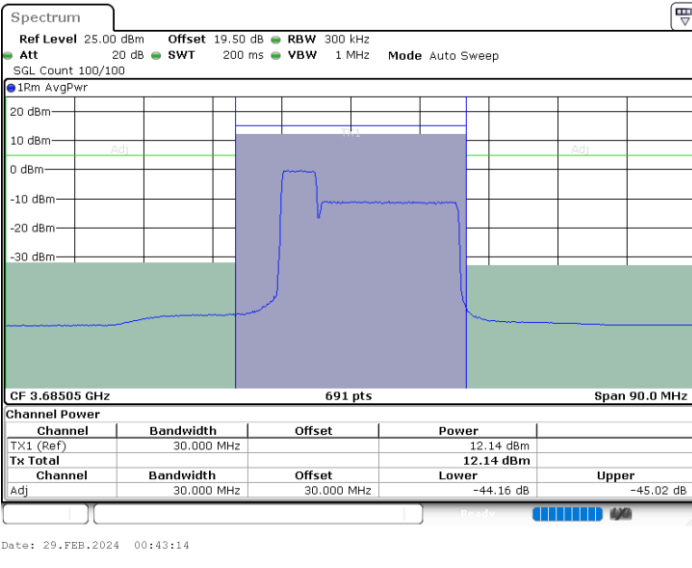 Spectrum
Ref Level 25.00 dBm Offset 19.50 dB RBW 300 kHz
Att 20 dB SWT 200 ms VBW 1 MHz Mode Auto Sweep
SGL Count 100/100
1Rm AvgPwr
20 dBm
TX1
10 dBm
Adj Adj
0 dBm
-10 dBm
-20 dBm
-30 dBm
CF 3.68505 GHz 691 pts Span 90.0 MHz
Channel Power
Channel Bandwidth Offset Power
TX1 (Ref) 30.000 MHz 12.14 dBm
Tx Total 12.14 dBm
Channel Bandwidth Offset Lower Upper
Adj 30.000 MHz 30.000 MHz -44.16 dB -45.02 dB
Ready
Date: 29.FEB.2024 00:43:14